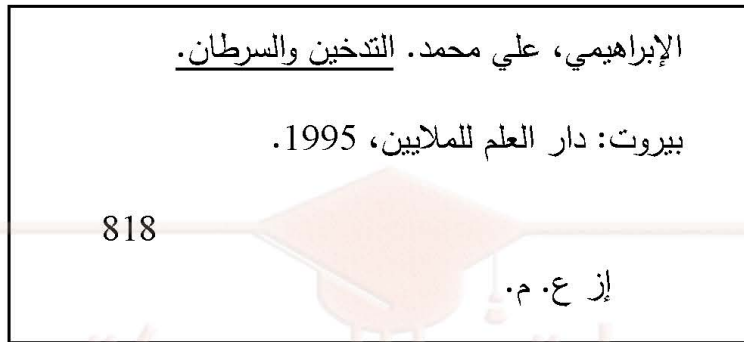 الإبراهيمي، علي محمد. التدخين والسرطان.
بيروت: دار العلم للملايين، 1995.
818
إز ع. م.